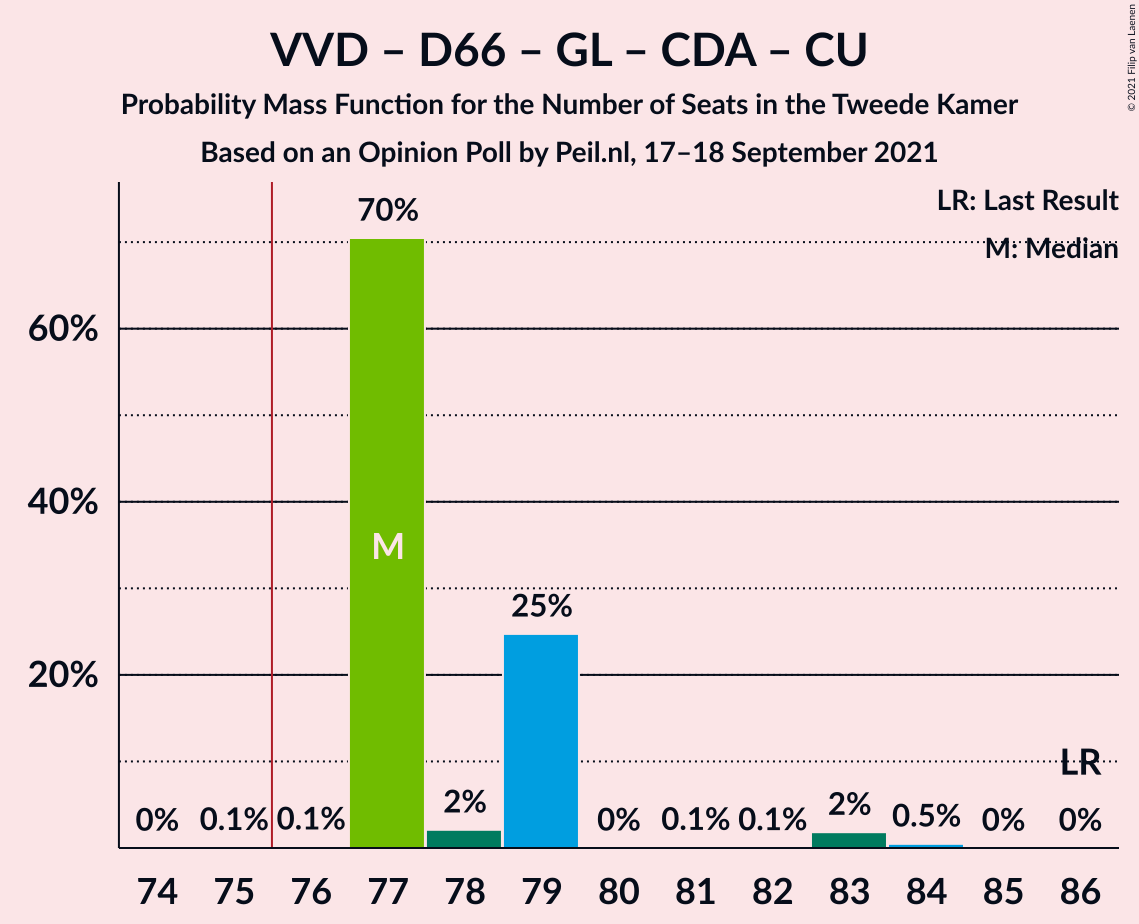 VVD – D66 – GL – CDA – CU
Probability Mass Function for the Number of Seats in the Tweede Kamer
Based on an Opinion Poll by Peil.nl, 17–18 September 2021
© 2021 Filip van Laenen
LR: Last Result
M: Median
70%
60%
M
40%
25%
20%
LR
0% 0.1% 0.1% 2% 0% 0.1% 0.1% 2% 0.5% 0% 0%
74 75 76 77 78 79 80 81 82 83 84 85 86